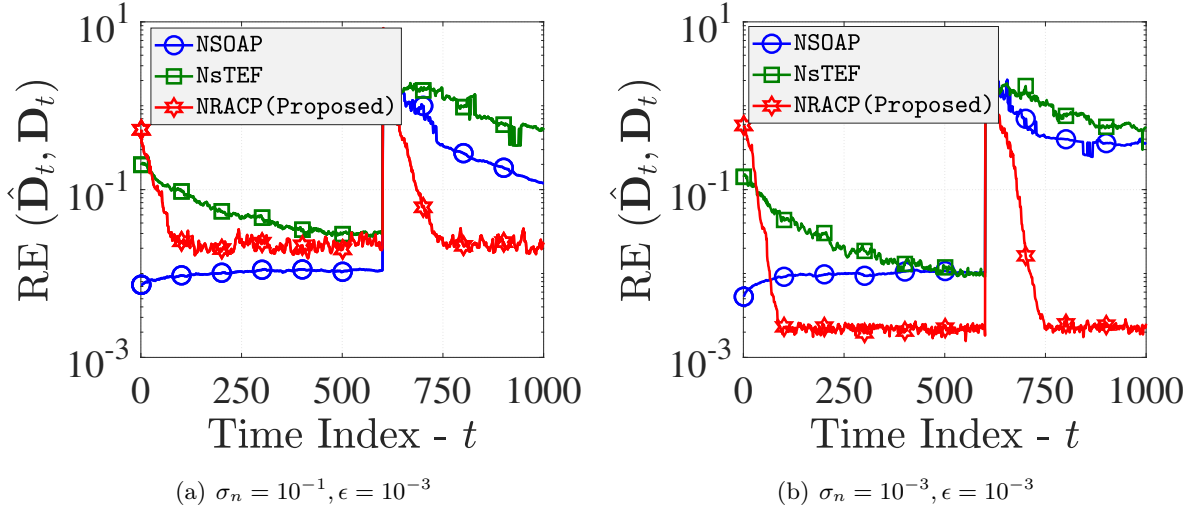 10^1
10^{-1}
10^{-3}
RE (D̂_t, D_t)
NSOAP
NsTEF
NRACP(Proposed)
0 250 500 750 1000
Time Index - t
(a) σ_n = 10^{-1}, ϵ = 10^{-3}
10^1
10^{-1}
10^{-3}
RE (D̂_t, D_t)
NSOAP
NsTEF
NRACP(Proposed)
0 250 500 750 1000
Time Index - t
(b) σ_n = 10^{-3}, ϵ = 10^{-3}